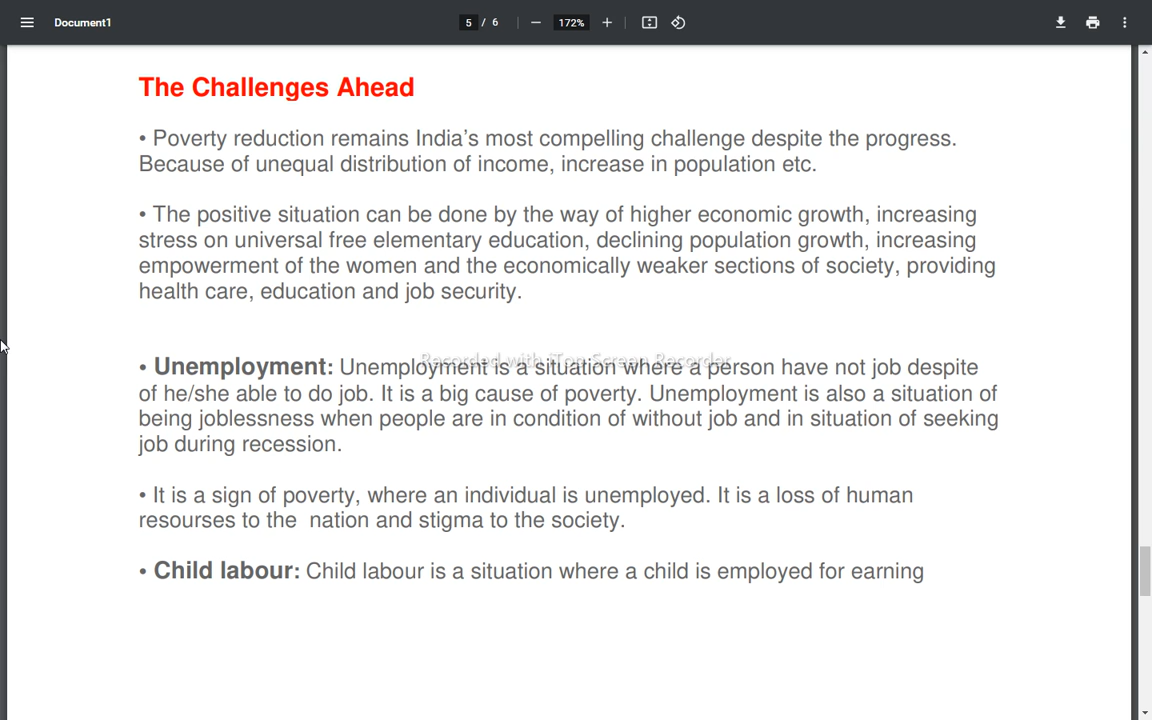 Document1
5 / 6
172%
The Challenges Ahead
• Poverty reduction remains India’s most compelling challenge despite the progress.
Because of unequal distribution of income, increase in population etc.
• The positive situation can be done by the way of higher economic growth, increasing
stress on universal free elementary education, declining population growth, increasing
empowerment of the women and the economically weaker sections of society, providing
health care, education and job security.
Recorded with iTop Screen Recorder
• Unemployment: Unemployment is a situation where a person have not job despite
of he/she able to do job. It is a big cause of poverty. Unemployment is also a situation of
being joblessness when people are in condition of without job and in situation of seeking
job during recession.
• It is a sign of poverty, where an individual is unemployed. It is a loss of human
resourses to the  nation and stigma to the society.
• Child labour: Child labour is a situation where a child is employed for earning